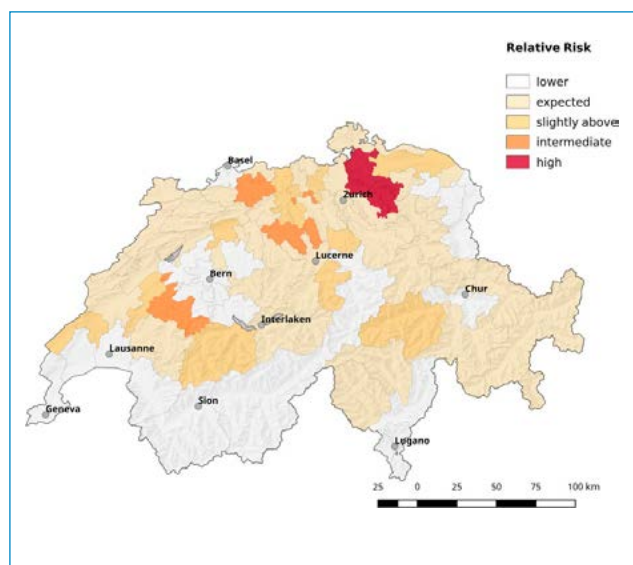 Relative Risk
lower
expected
slightly above
intermediate
high
Basel
Zurich
Lucerne
Bern
Chur
Interlaken
Lausanne
Sion
Geneva
Lugano
25 0 25 50 75 100 km